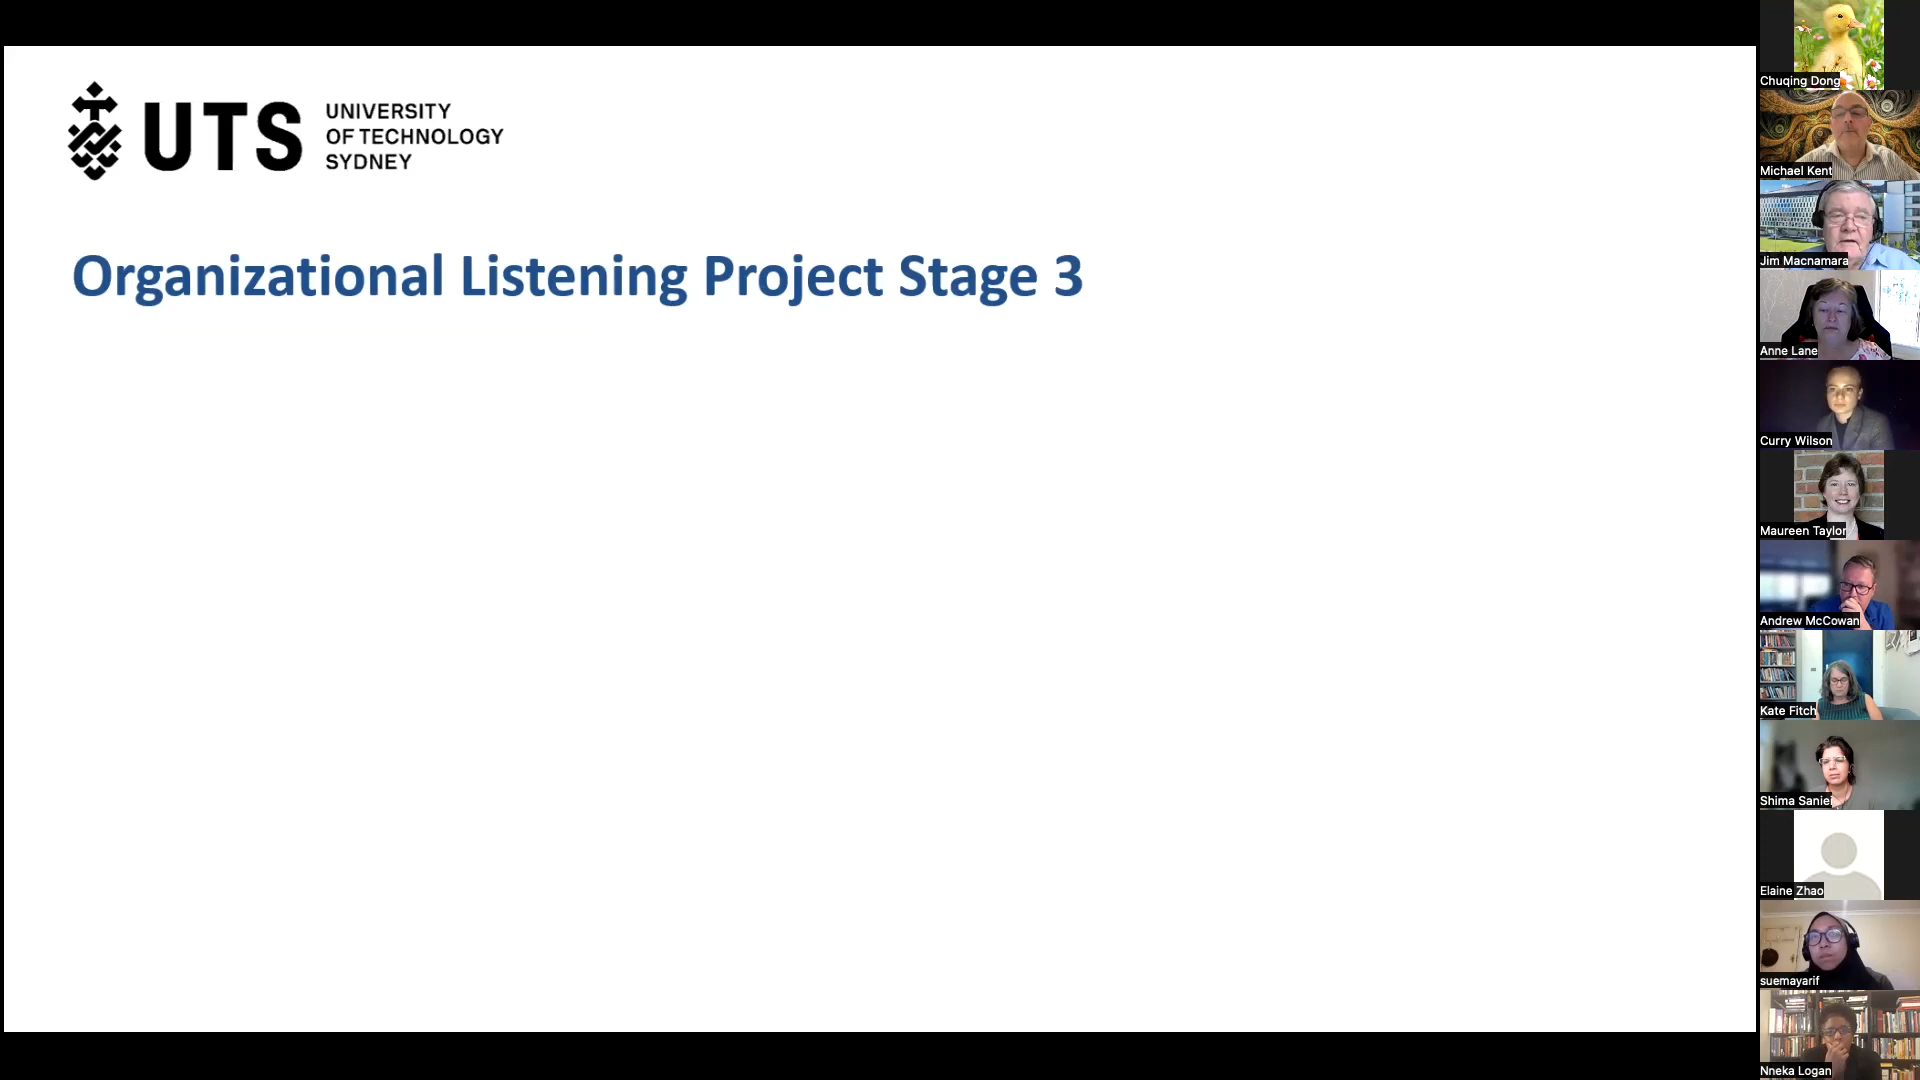 UTS
UNIVERSITY
OF TECHNOLOGY
SYDNEY
Organizational Listening Project Stage 3
Chuqing Dong
Michael Kent
Jim Macnamara
Anne Lane
Curry Wilson
Maureen Taylor
Andrew McCowan
Kate Fitch
Shima Saniei
Elaine Zhao
suemayarif
Nneka Logan